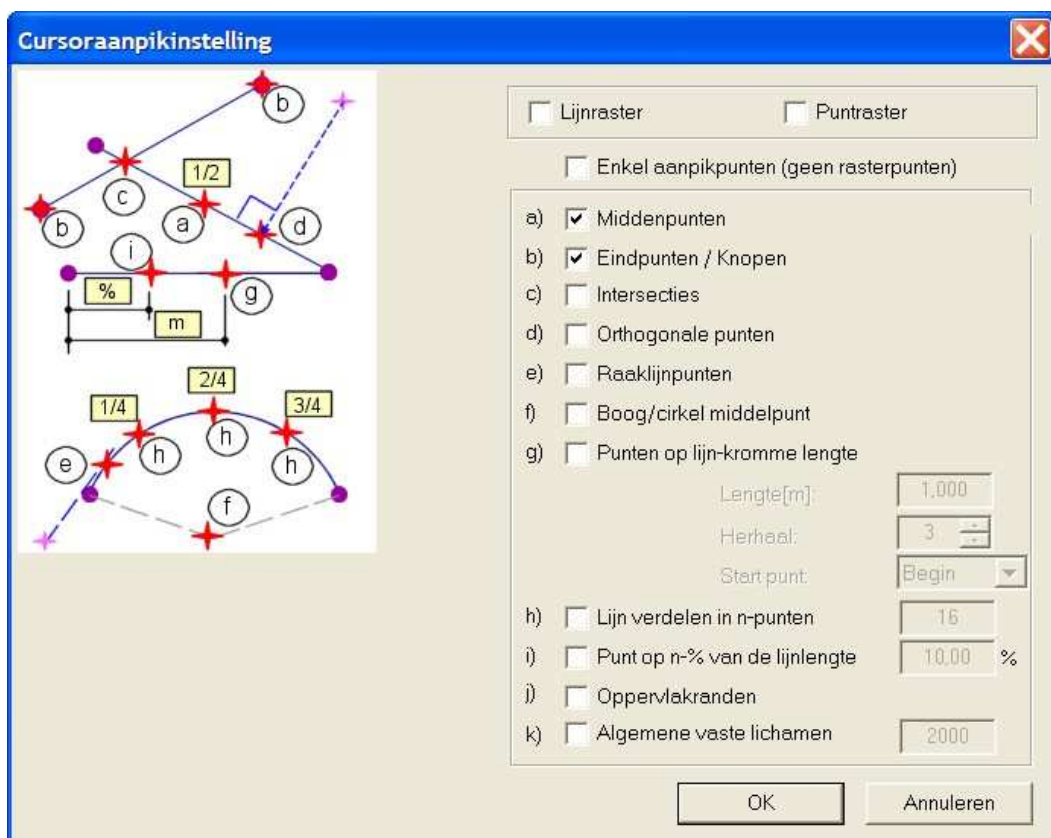 Cursoraanpikinstelling
b
1/2
c
a
b
d
i
%
g
m
2/4
1/4
3/4
h
h
h
e
f
Lijnraster
Puntraster
Enkel aanpikpunten (geen rasterpunten)
a) Middenpunten
b) Eindpunten / Knopen
c) Intersecties
d) Orthogonale punten
e) Raaklijnpunten
f) Boog/cirkel middelpunt
g) Punten op lijn-kromme lengte
Lengte[m]: 1,000
Herhaal: 3
Start punt: Begin
h) Lijn verdelen in n-punten 16
i) Punt op n-% van de lijnlengte 10,00 %
j) Oppervlakranden
k) Algemene vaste lichamen 2000
OK
Annuleren